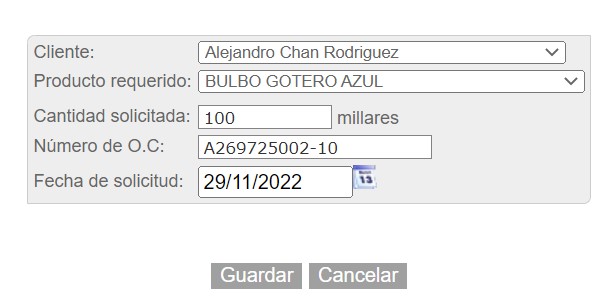 Cliente: Alejandro Chan Rodriguez
Producto requerido: BULBO GOTERO AZUL
Cantidad solicitada: 100 millares
Número de O.C: A269725002-10
Fecha de solicitud: 29/11/2022 13
Guardar Cancelar